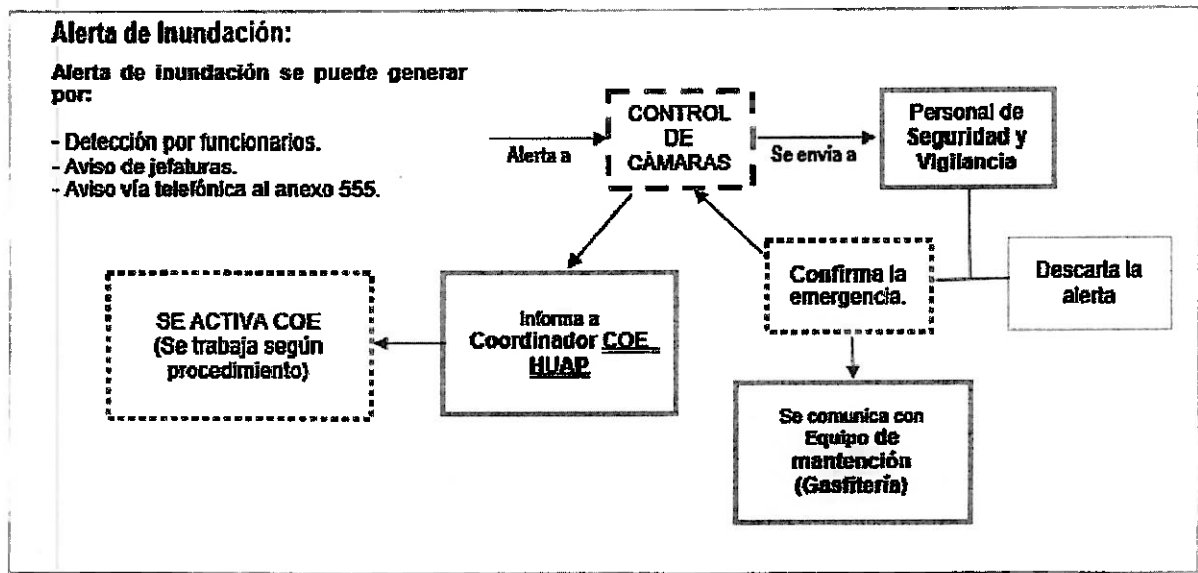 Alerta de Inundación:
Alerta de inundación se puede generar
por:
- Detección por funcionarios.
- Aviso de jefaturas.
- Aviso vía telefónica al anexo 555.
Alerta a
CONTROL
DE
CÁMARAS
Se envía a
Personal de
Seguridad y
Vigilancia
Confirma la
emergencia.
Descarta la
alerta
Informa a
Coordinador COE
HUAP
SE ACTIVA COE
(Se trabaja según
procedimiento)
Se comunica con
Equipo de
mantención
(Gasfitería)